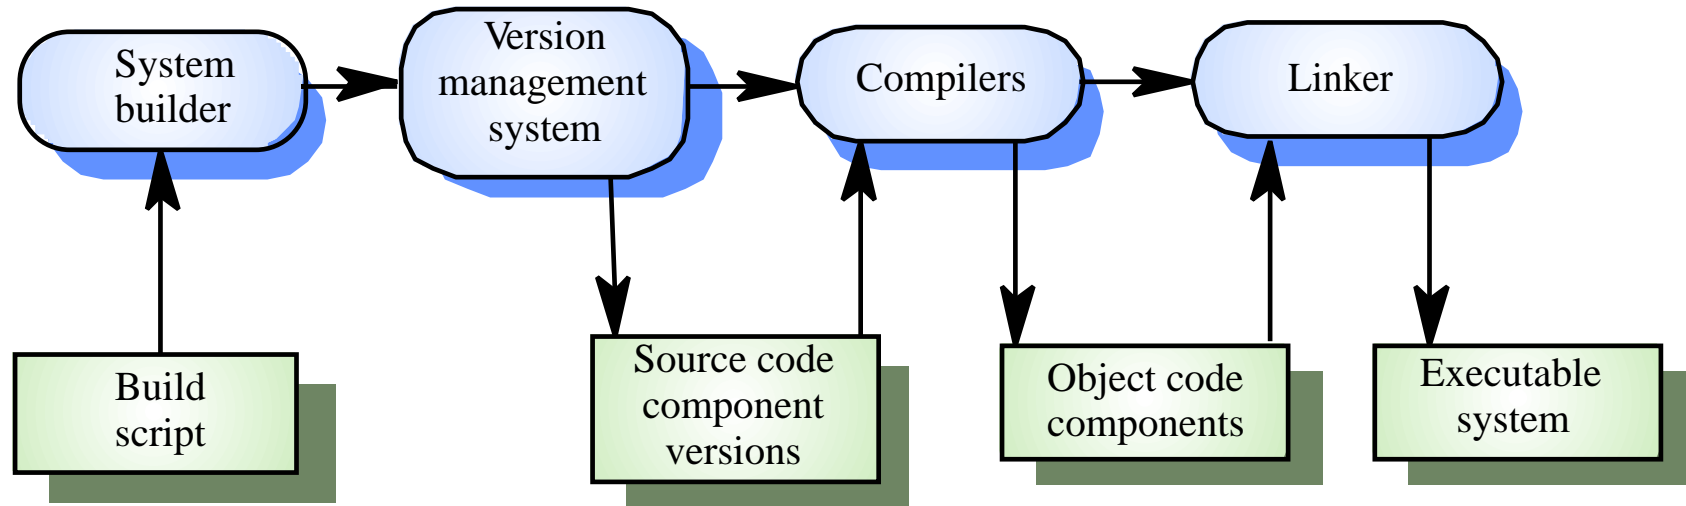 System
builder
Version
management
system
Compilers
Linker
Build
script
Source code
component
versions
Object code
components
Executable
system